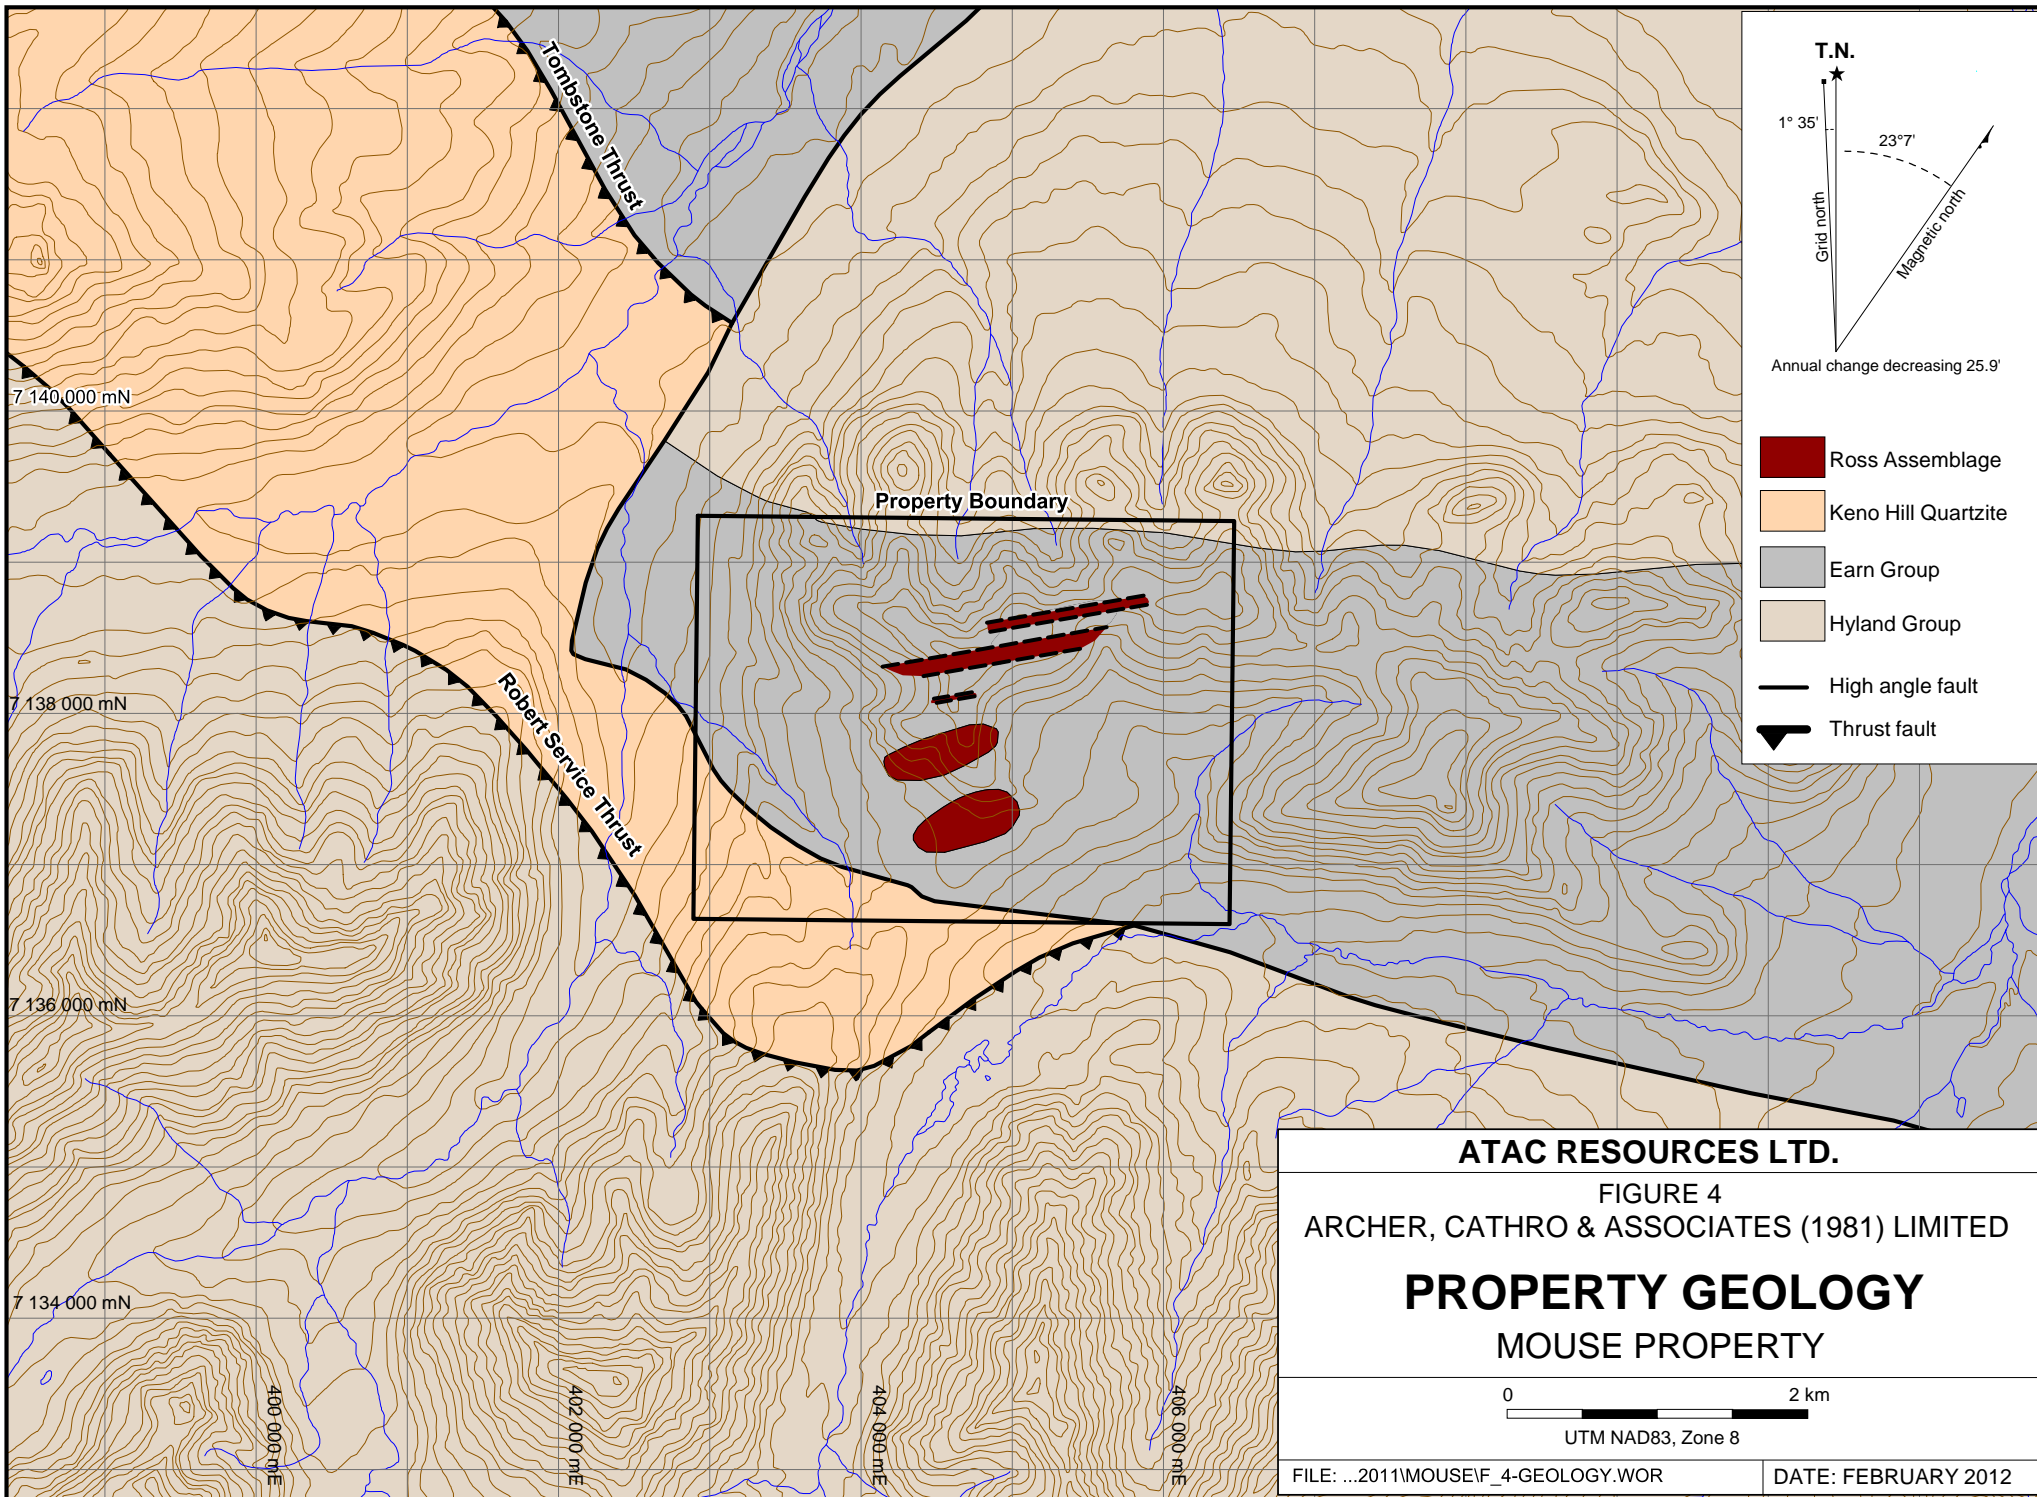 Tombstone Thrust
7 140 000 mN
Property Boundary
7 138 000 mN
Robert Service Thrust
7 136 000 mN
7 134 000 mN
400 000 mE
402 000 mE
404 000 mE
406 000 mE
T.N.
1° 35'
23°7'
Grid north
Magnetic north
Annual change decreasing 25.9'
Ross Assemblage
Keno Hill Quartzite
Earn Group
Hyland Group
High angle fault
Thrust fault
ATAC RESOURCES LTD.
FIGURE 4
ARCHER, CATHRO & ASSOCIATES (1981) LIMITED
PROPERTY GEOLOGY
MOUSE PROPERTY
0 2 km
UTM NAD83, Zone 8
FILE: ...2011\MOUSE\F_4-GEOLOGY.WOR
DATE: FEBRUARY 2012